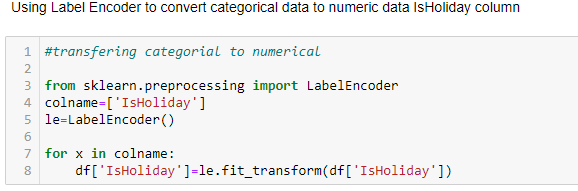 Using Label Encoder to convert categorical data to numeric data IsHoliday column
1 #transfering categorial to numerical
2
3 from sklearn.preprocessing import LabelEncoder
4 colname=['IsHoliday']
5 le=LabelEncoder()
6
7 for x in colname:
8     df['IsHoliday']=le.fit_transform(df['IsHoliday'])